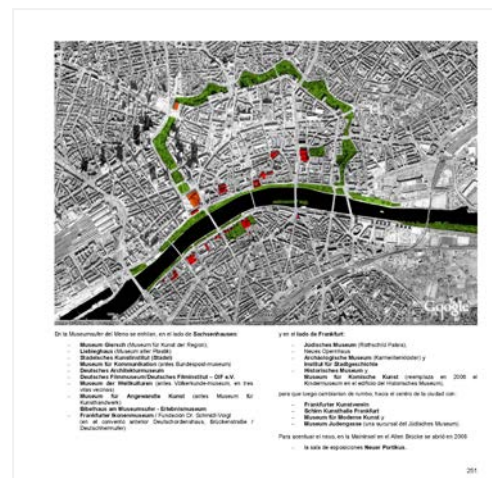 Google
En la Museumsufer del Meno se exhiben, en el lado de Sachsenhausen:
- Museum Giersch (Museum für Kunst der Region),
- Liebieghaus (Museum alter Plastik)
- Städelsches Kunstinstitut (Städel)
- Museum für Kommunikation (antes Bundespost-museum)
- Deutsches Architekturmuseum
- Deutsches Filmmuseum/Deutsches Filminstitut – DIF e.V.
- Museum der Weltkulturen (antes Völkerkunde-museum, en tres
villas vecinas)
- Museum für Angewandte Kunst (antes Museum für
Kunsthandwerk)
- Bibelhaus am Museumsufer - Erlebnismuseum
- Frankfurter Ikonenmuseum / Fundación Dr. Schmidt-Voigt
(en el convento anterior Deutschordenshaus, Brückenstraße /
Deutschherrnufer)
y en el lado de Frankfurt:
- Jüdisches Museum (Rothschild Palais),
- Neues Opernhaus
- Archäologische Museum (Karmeliterkloster) y
- Institut für Stadtgeschichte
- Historisches Museum y
- Museum für Komische Kunst (reemplaza en 2008 el
Kindermuseum en el edificio del Historisches Museum),
para que luego cambiarían de rumbo, hacia el centro de la ciudad con:
- Frankfurter Kunstverein
- Schirn Kunsthalle Frankfurt
- Museum für Moderne Kunst y
- Museum Judengasse (una sucursal del Jüdisches Museum)
Para acentuar el nexo, en la Maininsel en el Alten Brücke se abrió en 2006
- la sala de exposiciones Neuer Portikus.
251